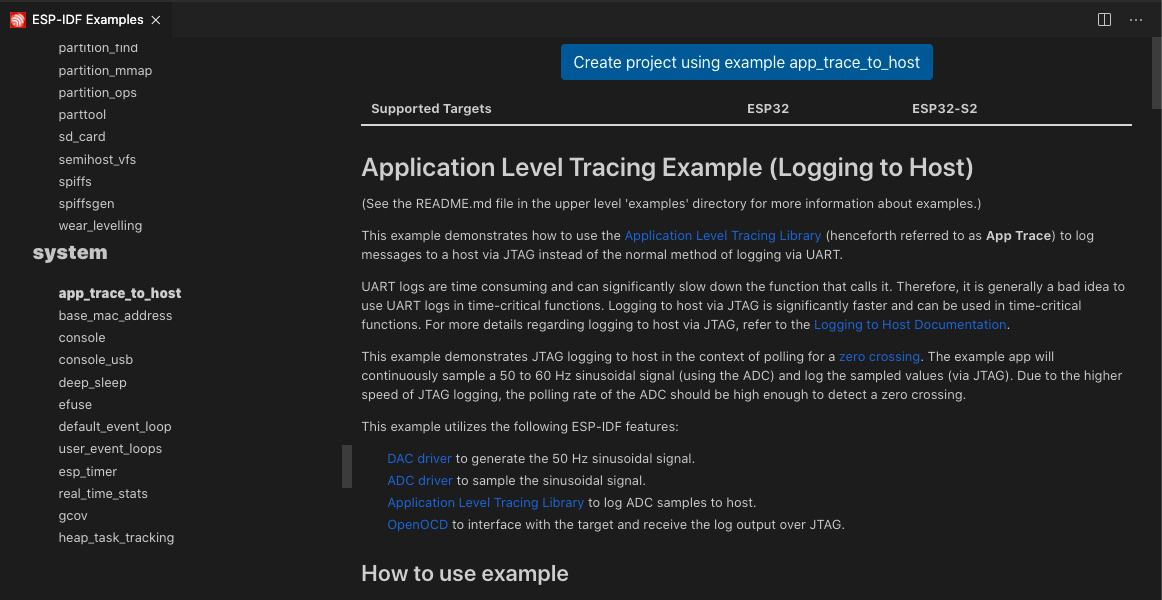 ESP-IDF Examples
partition_find
partition_mmap
partition_ops
parttool
sd_card
semihost_vfs
spiffs
spiffsgen
wear_levelling
system
app_trace_to_host
base_mac_address
console
console_usb
deep_sleep
efuse
default_event_loop
user_event_loops
esp_timer
real_time_stats
gcov
heap_task_tracking
Create project using example app_trace_to_host
Supported Targets ESP32 ESP32-S2
Application Level Tracing Example (Logging to Host)
(See the README.md file in the upper level 'examples' directory for more information about examples.)
This example demonstrates how to use the Application Level Tracing Library (henceforth referred to as App Trace) to log
messages to a host via JTAG instead of the normal method of logging via UART.
UART logs are time consuming and can significantly slow down the function that calls it. Therefore, it is generally a bad idea to
use UART logs in time-critical functions. Logging to host via JTAG is significantly faster and can be used in time-critical
functions. For more details regarding logging to host via JTAG, refer to the Logging to Host Documentation.
This example demonstrates JTAG logging to host in the context of polling for a zero crossing. The example app will
continuously sample a 50 to 60 Hz sinusoidal signal (using the ADC) and log the sampled values (via JTAG). Due to the higher
speed of JTAG logging, the polling rate of the ADC should be high enough to detect a zero crossing.
This example utilizes the following ESP-IDF features:
DAC driver to generate the 50 Hz sinusoidal signal.
ADC driver to sample the sinusoidal signal.
Application Level Tracing Library to log ADC samples to host.
OpenOCD to interface with the target and receive the log output over JTAG.
How to use example